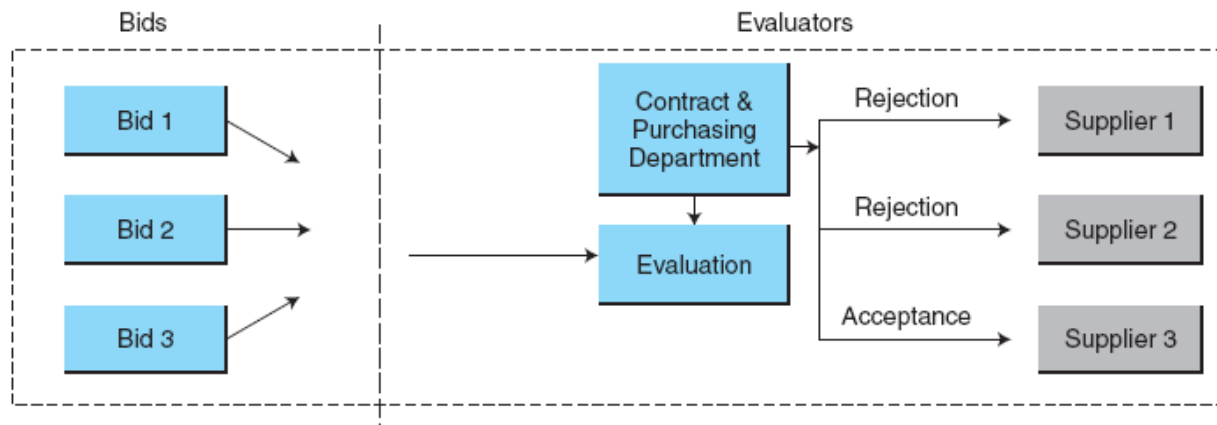 Bids
Evaluators
Bid 1
Bid 2
Bid 3
Contract &
Purchasing
Department
Evaluation
Rejection
Rejection
Acceptance
Supplier 1
Supplier 2
Supplier 3